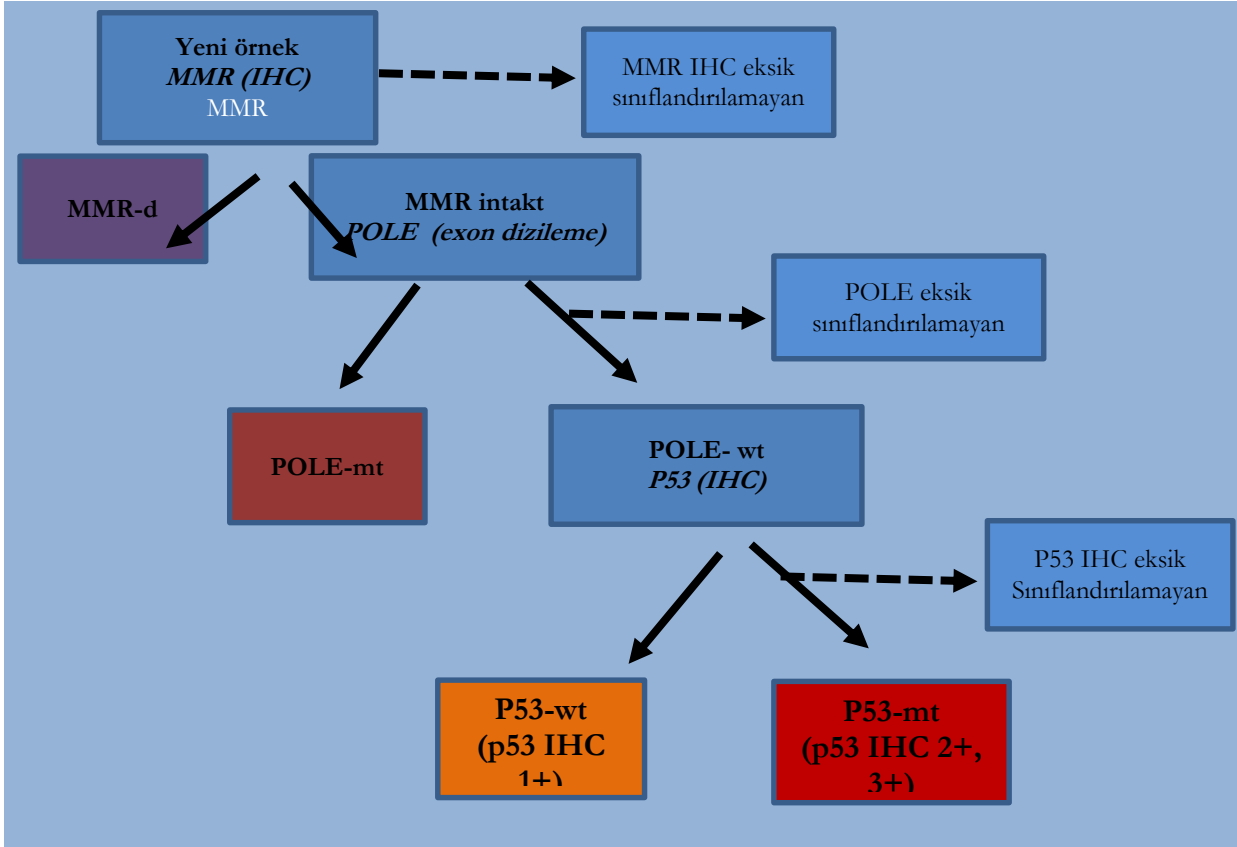 Yeni örnek
MMR (IHC)
MMR
MMR IHC eksik
sınıflandırılamayan
MMR-d
MMR intakt
POLE (exon dizileme)
POLE eksik
sınıflandırılamayan
POLE-mt
POLE- wt
P53 (IHC)
P53 IHC eksik
Sınıflandırılamayan
P53-wt
(p53 IHC
1+)
P53-mt
(p53 IHC 2+,
3+)